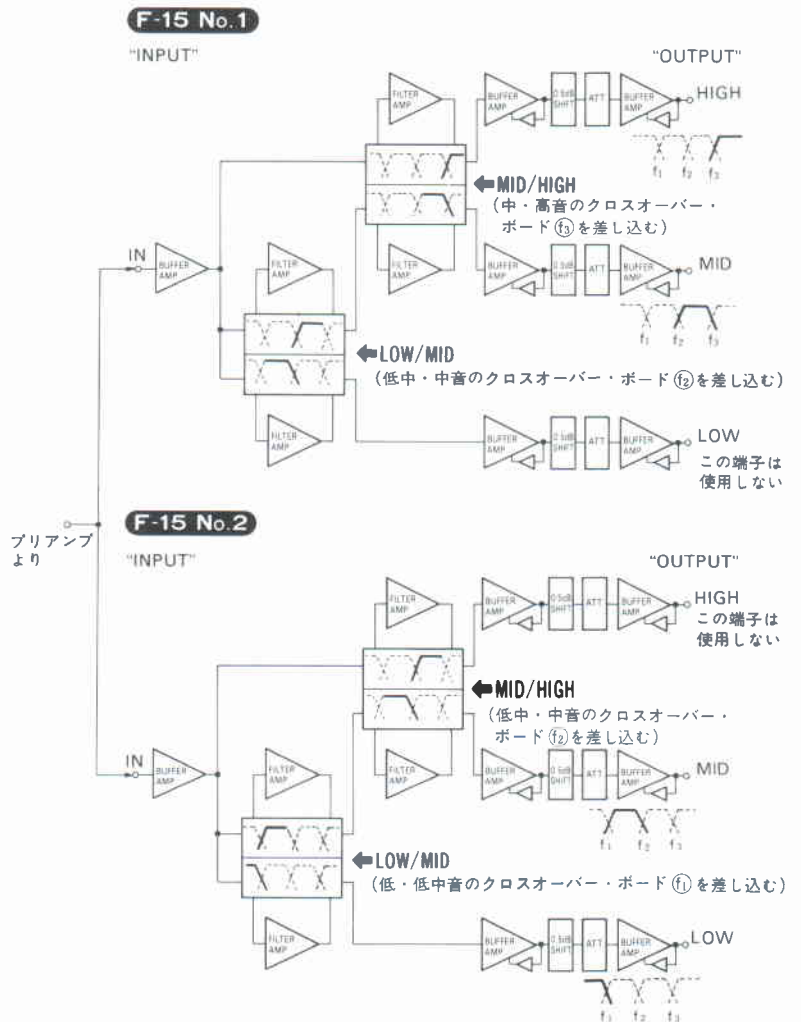 F-15 No.1
"INPUT"
"OUTPUT"
FILTER AMP
BUFFER AMP
0.5dB SHIFT
ATT
BUFFER AMP
HIGH
f1 f2 f3
MID/HIGH
(中・高音のクロスオーバー・
ボードf3を差し込む)
IN
BUFFER AMP
FILTER AMP
FILTER AMP
BUFFER AMP
0.5dB SHIFT
ATT
BUFFER AMP
MID
f1 f2 f3
LOW/MID
(低中・中音のクロスオーバー・ボードf2を差し込む)
FILTER AMP
BUFFER AMP
0.5dB SHIFT
ATT
BUFFER AMP
LOW
この端子は
使用しない
プリアンプ
より
F-15 No.2
"INPUT"
"OUTPUT"
FILTER AMP
BUFFER AMP
0.5dB SHIFT
ATT
BUFFER AMP
HIGH
この端子は
使用しない
MID/HIGH
(低中・中音のクロスオーバー・
ボードf2を差し込む)
IN
BUFFER AMP
FILTER AMP
FILTER AMP
BUFFER AMP
0.5dB SHIFT
ATT
BUFFER AMP
MID
f1 f2 f3
LOW/MID
(低・低中音のクロスオーバー・ボードf1を差し込む)
FILTER AMP
BUFFER AMP
0.5dB SHIFT
ATT
BUFFER AMP
LOW
f1 f2 f3